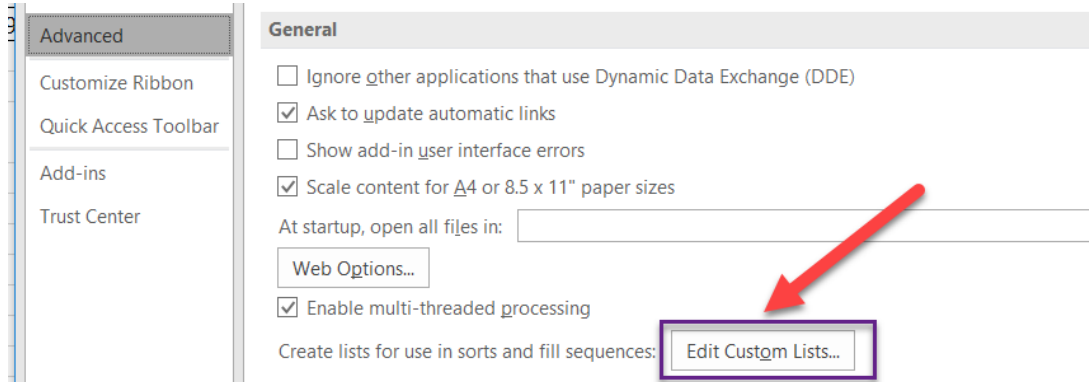 Advanced
Customize Ribbon
Quick Access Toolbar
Add-ins
Trust Center
General
Ignore other applications that use Dynamic Data Exchange (DDE)
Ask to update automatic links
Show add-in user interface errors
Scale content for A4 or 8.5 x 11" paper sizes
At startup, open all files in:
Web Options...
Enable multi-threaded processing
Create lists for use in sorts and fill sequences: Edit Custom Lists...